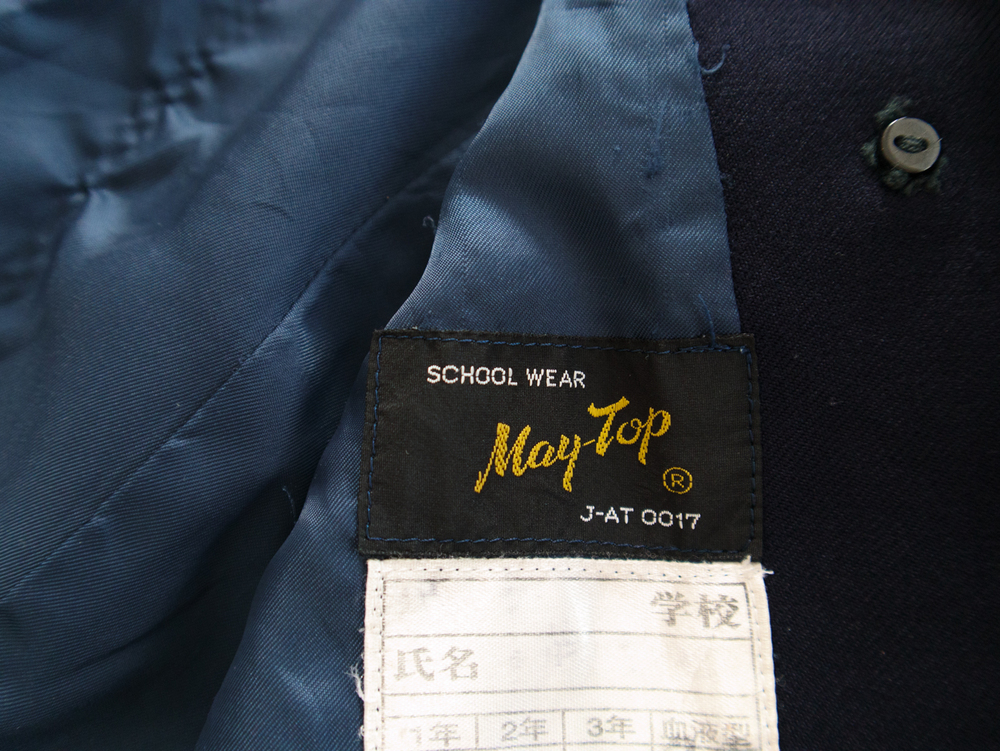 SCHOOL WEAR
May-Top ®
J-AT 0017
学校
氏名
1年 2年 3年 血液型